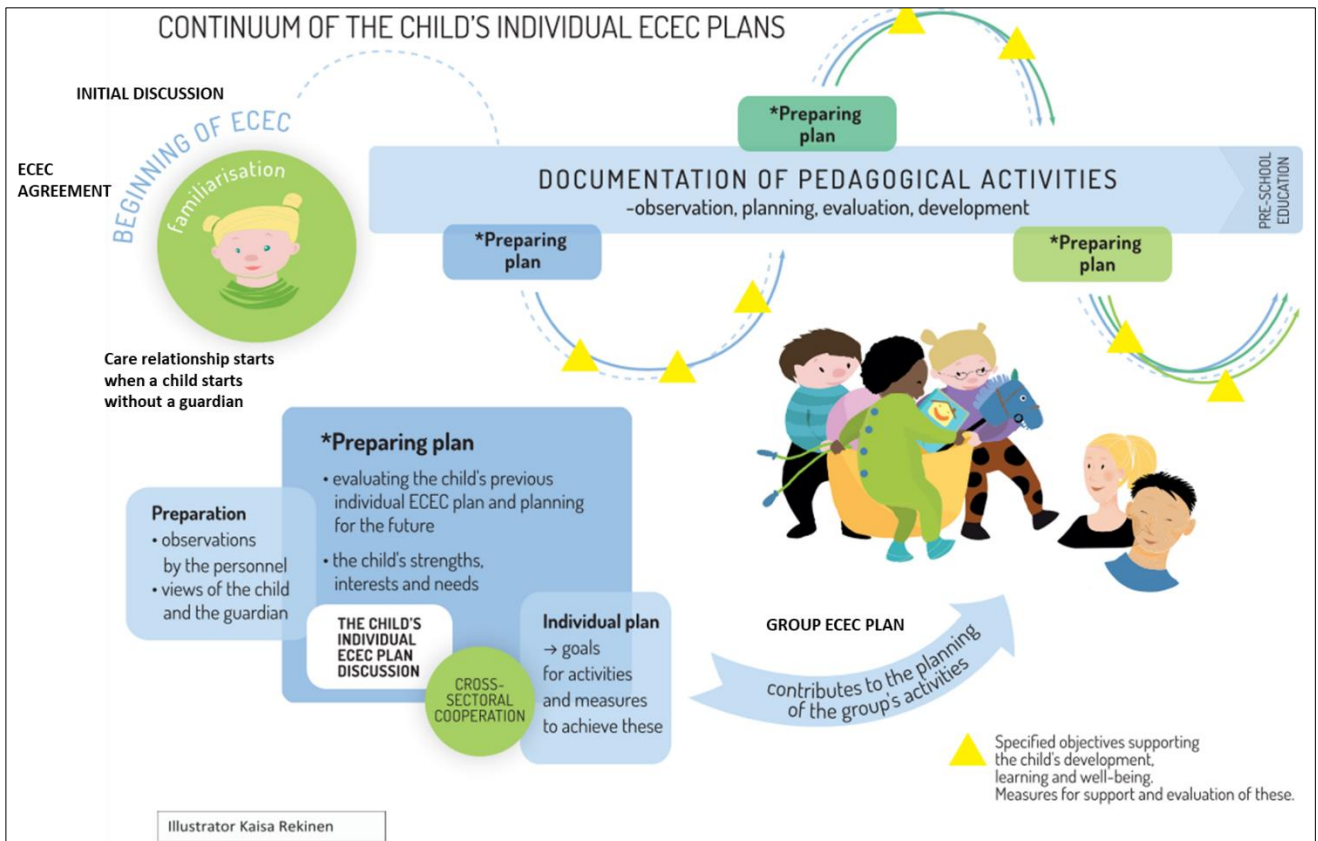 CONTINUUM OF THE CHILD'S INDIVIDUAL ECEC PLANS
INITIAL DISCUSSION
BEGINNING OF ECEC
ECEC
AGREEMENT
familiarisation
Care relationship starts
when a child starts
without a guardian
*Preparing
plan
DOCUMENTATION OF PEDAGOGICAL ACTIVITIES
-observation, planning, evaluation, development
PRE-SCHOOL
EDUCATION
*Preparing
plan
*Preparing
plan
*Preparing plan
• evaluating the child's previous
individual ECEC plan and planning
for the future
• the child's strengths,
interests and needs
Preparation
• observations
by the personnel
• views of the child
and the guardian
THE CHILD'S
INDIVIDUAL
ECEC PLAN
DISCUSSION
CROSS-
SECTORAL
COOPERATION
Individual plan
→ goals
for activities
and measures
to achieve these
GROUP ECEC PLAN
contributes to the planning
of the group's activities
Specified objectives supporting
the child's development,
learning and well-being.
Measures for support and evaluation of these.
Illustrator Kaisa Rekinen